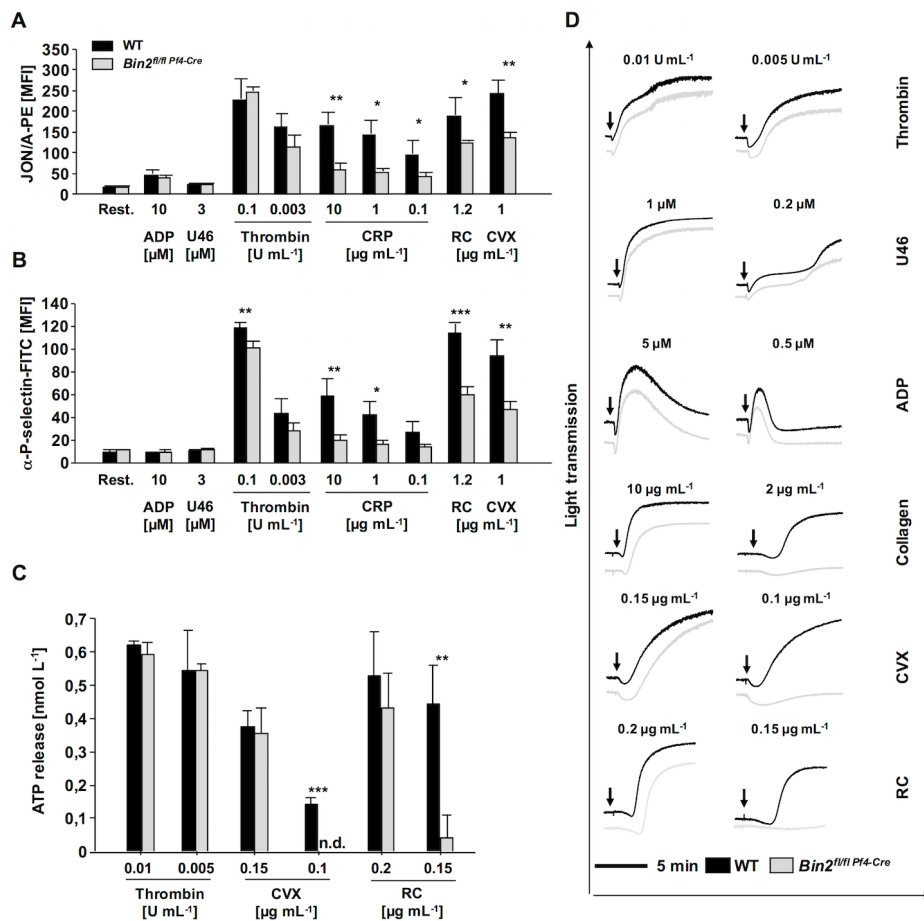 A
WT
Bin2fl/fl Pf4-Cre
JON/A-PE [MFI]
350
300
250
200
150
100
50
0
** * * * **
Rest. 10 3 0.1 0.003 10 1 0.1 1.2 1
ADP U46 Thrombin CRP RC CVX
[µM] [µM] [U mL-1] [µg mL-1] [µg mL-1]
B
α-P-selectin-FITC [MFI]
140
120
100
80
60
40
20
0
** ** * *** **
Rest. 10 3 0.1 0.003 10 1 0.1 1.2 1
ADP U46 Thrombin CRP RC CVX
[µM] [µM] [U mL-1] [µg mL-1] [µg mL-1]
C
ATP release [nmol L-1]
0,7
0,6
0,5
0,4
0,3
0,2
0,1
0
*** n.d. **
0.01 0.005 0.15 0.1 0.2 0.15
Thrombin CVX RC
[U mL-1] [µg mL-1] [µg mL-1]
D
Light transmission
0.01 U mL-1 0.005 U mL-1
Thrombin
1 µM 0.2 µM
U46
5 µM 0.5 µM
ADP
10 µg mL-1 2 µg mL-1
Collagen
0.15 µg mL-1 0.1 µg mL-1
CVX
0.2 µg mL-1 0.15 µg mL-1
RC
5 min WT Bin2fl/fl Pf4-Cre